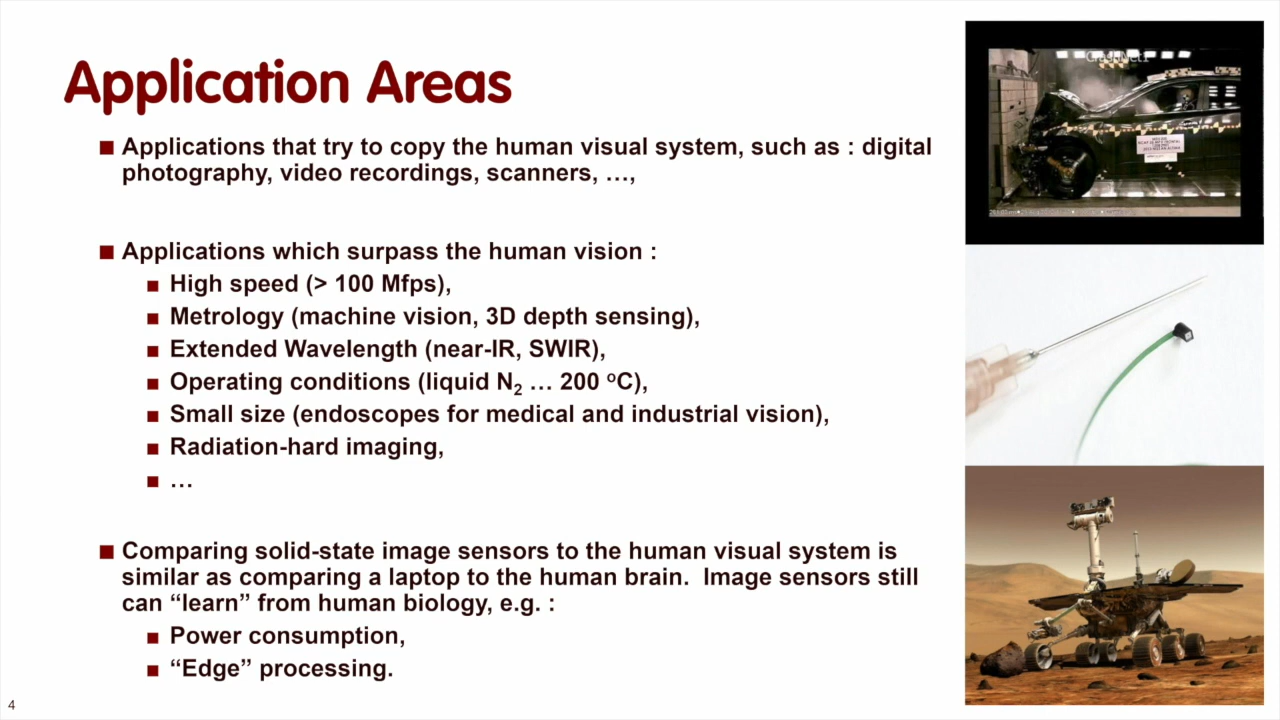 Application Areas
Applications that try to copy the human visual system, such as : digital
photography, video recordings, scanners, …,
Applications which surpass the human vision :
High speed (> 100 Mfps),
Metrology (machine vision, 3D depth sensing),
Extended Wavelength (near-IR, SWIR),
Operating conditions (liquid N₂ … 200 ºC),
Small size (endoscopes for medical and industrial vision),
Radiation-hard imaging,
…
Comparing solid-state image sensors to the human visual system is
similar as comparing a laptop to the human brain. Image sensors still
can “learn” from human biology, e.g. :
Power consumption,
“Edge” processing.
4